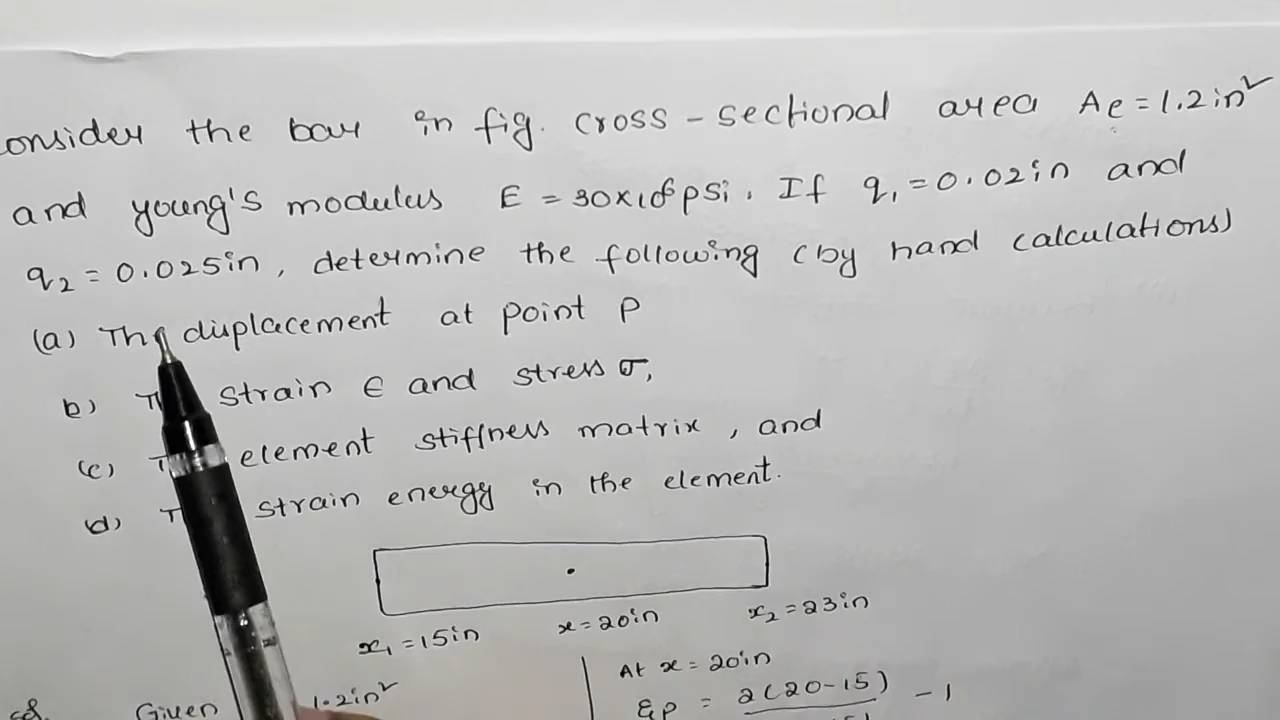 onsider the bar in fig. cross-sectional area Ae = 1.2in²
and young's modulus E = 30×10⁶psi. If q₁ = 0.02in and
q₂ = 0.025in, determine the following (by hand calculations)
(a) The displacement at point P
b) strain ε and stress σ,
(c) element stiffness matrix, and
d) strain energy in the element.
x₁ = 15in x = 20in x₂ = 23in
At x = 20in
Given 1.2in²
ξp = 2(20-15) - 1